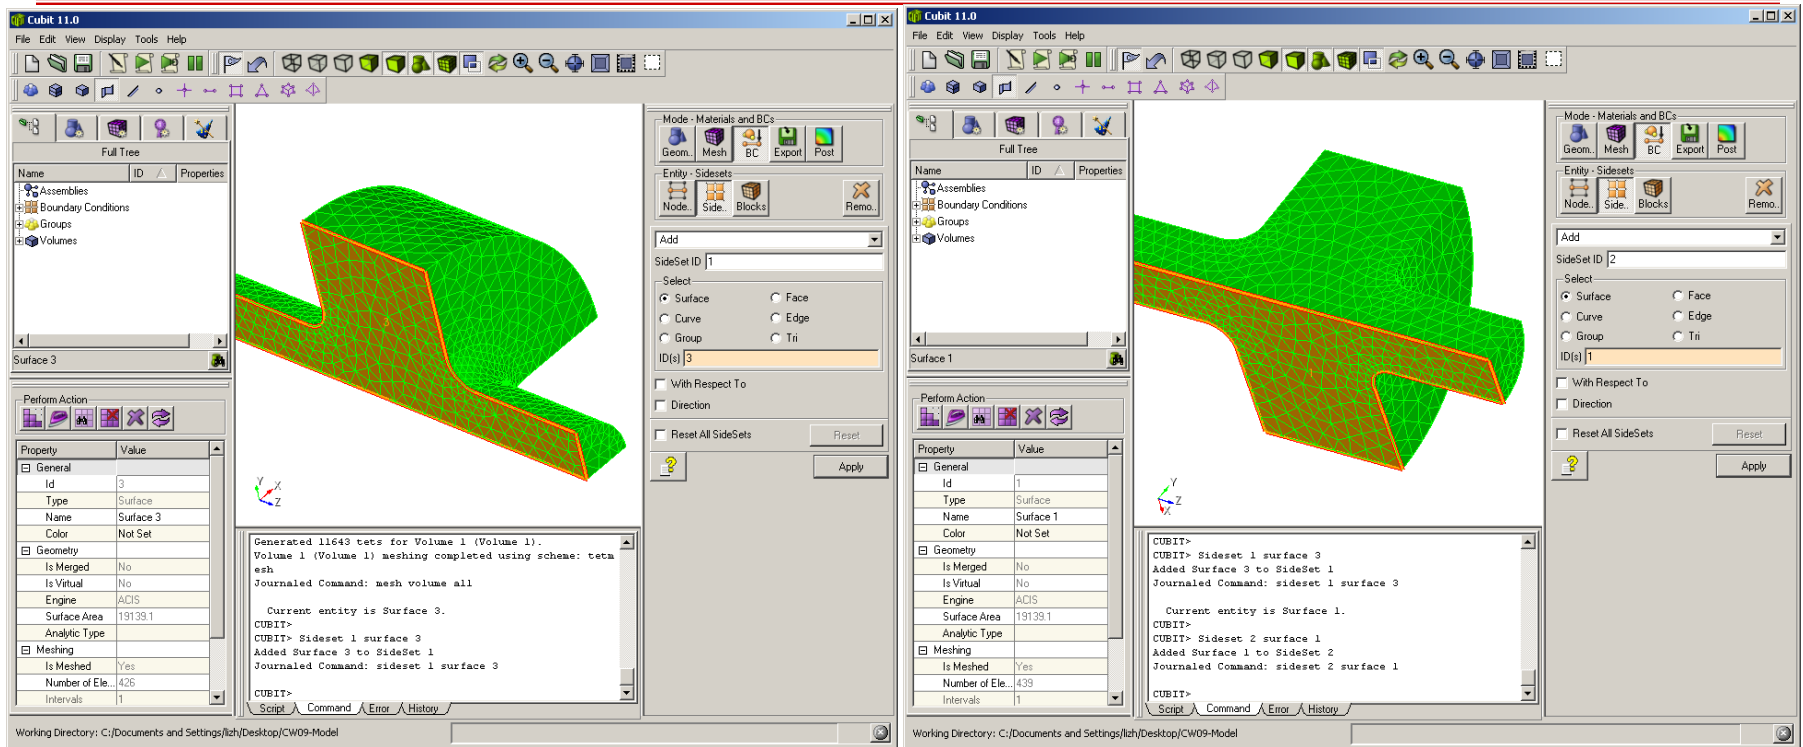 Cubit 11.0
File Edit View Display Tools Help
Full Tree
Name ID Properties
Assemblies
Boundary Conditions
Groups
Volumes
Surface 3
Perform Action
Property Value
General
Id 3
Type Surface
Name Surface 3
Color Not Set
Geometry
Is Merged No
Is Virtual No
Engine ACIS
Surface Area 19139.1
Analytic Type
Meshing
Is Meshed Yes
Number of Ele... 426
Intervals 1
Y X
Z
Generated 11643 tets for Volume 1 (Volume 1).
Volume 1 (Volume 1) meshing completed using scheme: tetm
esh
Journaled Command: mesh volume all
Current entity is Surface 3.
CUBIT>
CUBIT> Sideset 1 surface 3
Added Surface 3 to SideSet 1
Journaled Command: sideset 1 surface 3
CUBIT>
Script Command Error History
Mode - Materials and BCs
Geom.. Mesh BC Export Post
Entity - Sidesets
Node.. Side.. Blocks Remo..
Add
SideSet ID 1
Select
Surface Face
Curve Edge
Group Tri
ID(s) 3
With Respect To
Direction
Reset All SideSets Reset
Apply
Working Directory: C:/Documents and Settings/lizh/Desktop/CW09-Model
Cubit 11.0
File Edit View Display Tools Help
Full Tree
Name ID Properties
Assemblies
Boundary Conditions
Groups
Volumes
Surface 1
Perform Action
Property Value
General
Id 1
Type Surface
Name Surface 1
Color Not Set
Geometry
Is Merged No
Is Virtual No
Engine ACIS
Surface Area 19139.1
Analytic Type
Meshing
Is Meshed Yes
Number of Ele... 439
Intervals 1
Y
Z
X
CUBIT>
CUBIT> Sideset 1 surface 3
Added Surface 3 to SideSet 1
Journaled Command: sideset 1 surface 3
Current entity is Surface 1.
CUBIT>
CUBIT> Sideset 2 surface 1
Added Surface 1 to SideSet 2
Journaled Command: sideset 2 surface 1
CUBIT>
Script Command Error History
Mode - Materials and BCs
Geom.. Mesh BC Export Post
Entity - Sidesets
Node.. Side.. Blocks Remo..
Add
SideSet ID 2
Select
Surface Face
Curve Edge
Group Tri
ID(s) 1
With Respect To
Direction
Reset All SideSets Reset
Apply
Working Directory: C:/Documents and Settings/lizh/Desktop/CW09-Model